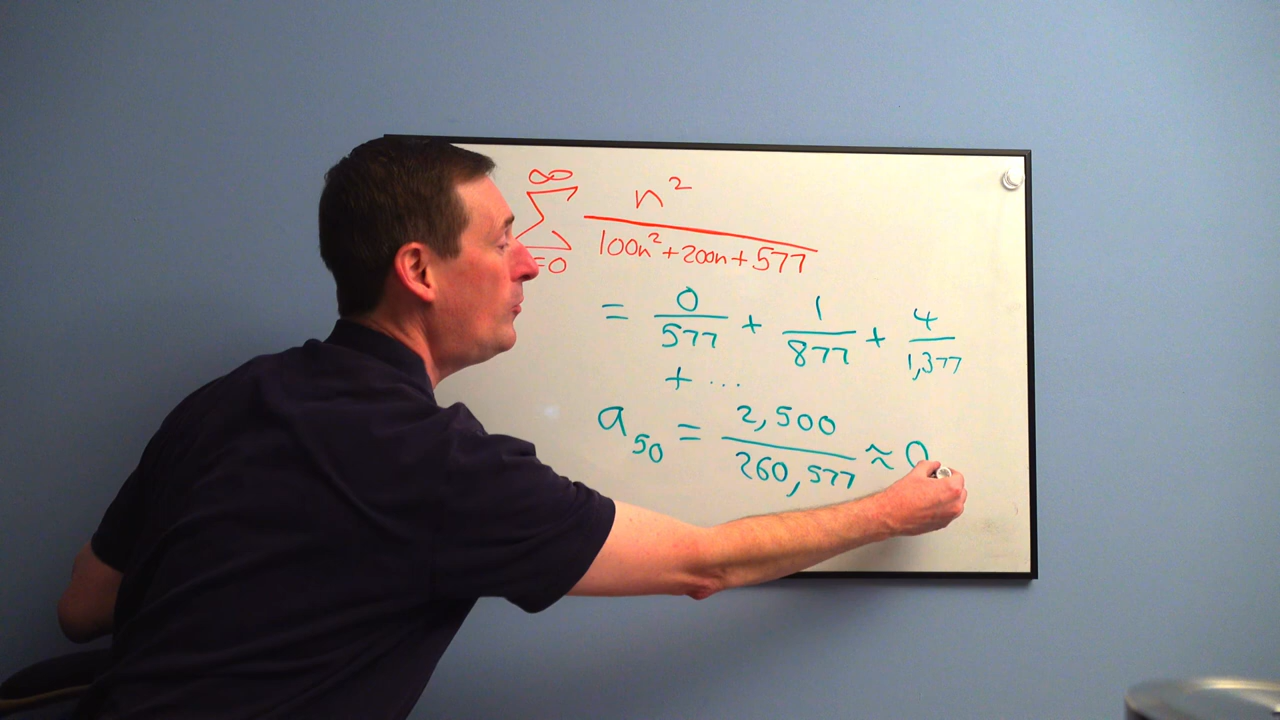 ∞
∑ n²/(100n²+200n+577)
=0
= 0/577 + 1/877 + 4/1,377
+ ...
a₅₀ = 2,500/260,577 ≈ 0